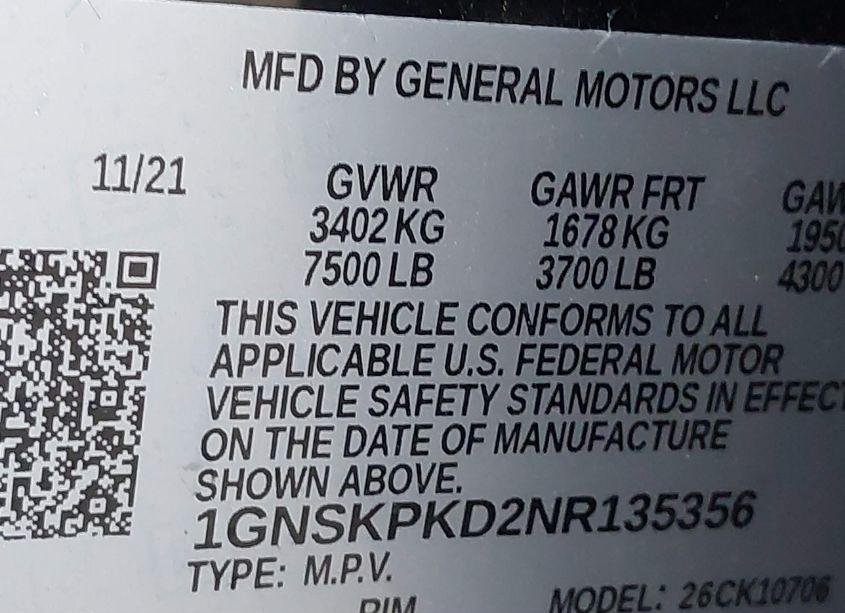 MFD BY GENERAL MOTORS LLC
11/21 GVWR GAWR FRT
3402 KG 1678 KG
7500 LB 3700 LB 4300
THIS VEHICLE CONFORMS TO ALL
APPLICABLE U.S. FEDERAL MOTOR
VEHICLE SAFETY STANDARDS IN EFFECT
ON THE DATE OF MANUFACTURE
SHOWN ABOVE.
1GNSKPKD2NR135356
TYPE: M.P.V.
RIM MODEL: 26CK10706